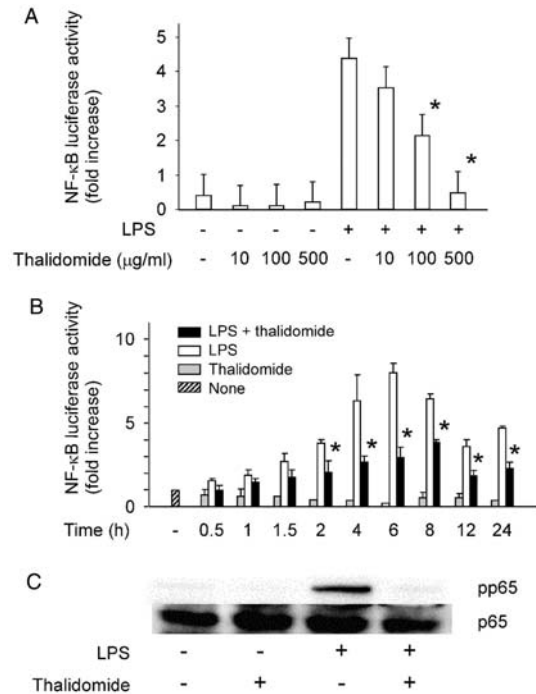 A
NF-κB luciferase activity
(fold increase)
5
4
3
2
1
0
*
*
LPS - - - - + + + +
Thalidomide (μg/ml) - 10 100 500 - 10 100 500
B
NF-κB luciferase activity
(fold increase)
10
5
0
LPS + thalidomide
LPS
Thalidomide
None
* * * * * *
Time (h) - 0.5 1 1.5 2 4 6 8 12 24
C
pp65
p65
LPS - - + +
Thalidomide - + - +